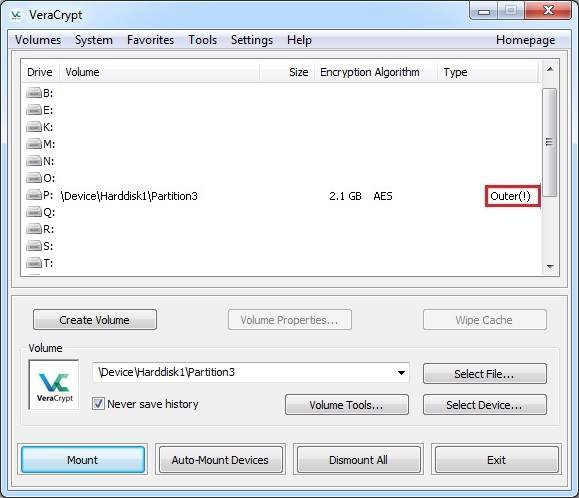 VeraCrypt
Volumes System Favorites Tools Settings Help Homepage
Drive Volume Size Encryption Algorithm Type
B:
E:
K:
M:
N:
O:
P: \Device\Harddisk1\Partition3 2.1 GB AES Outer(!)
Q:
R:
S:
T:
Create Volume Volume Properties... Wipe Cache
Volume
VeraCrypt
\Device\Harddisk1\Partition3 Select File...
Never save history Volume Tools... Select Device...
Mount Auto-Mount Devices Dismount All Exit